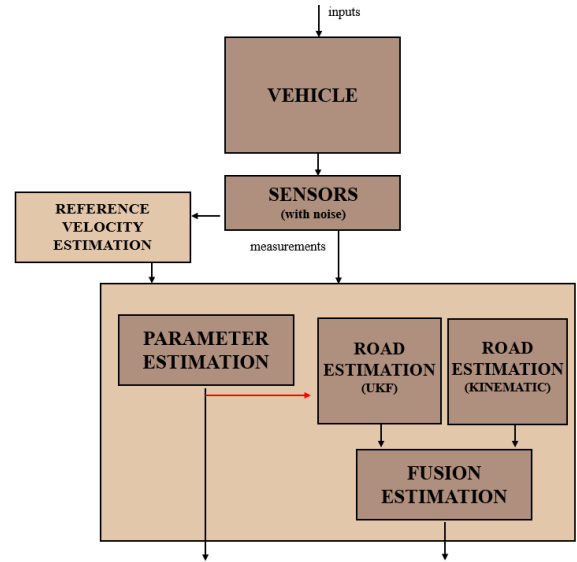 inputs
VEHICLE
SENSORS
(with noise)
REFERENCE
VELOCITY
ESTIMATION
measurements
PARAMETER
ESTIMATION
ROAD
ESTIMATION
(UKF)
ROAD
ESTIMATION
(KINEMATIC)
FUSION
ESTIMATION